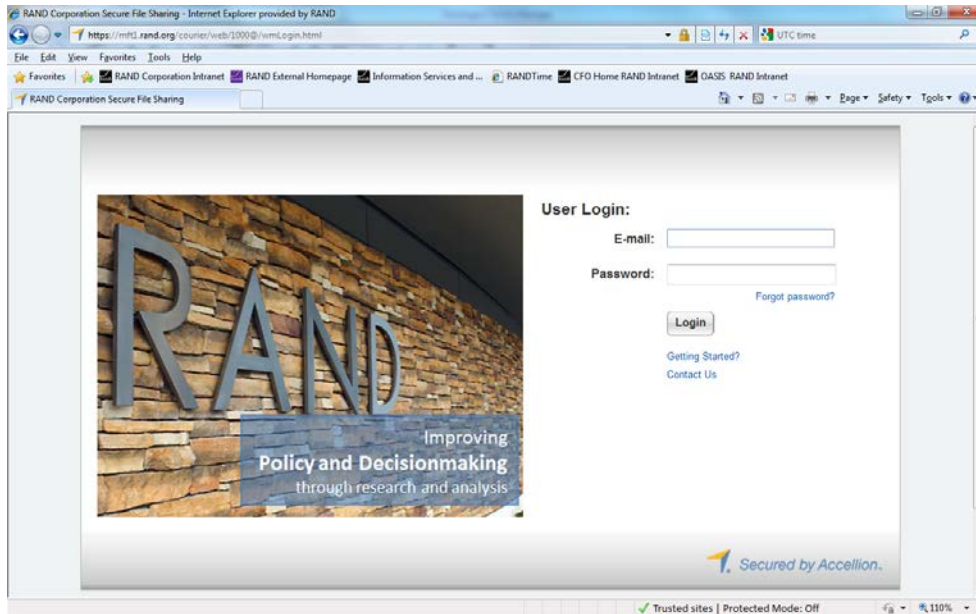 RAND Corporation Secure File Sharing - Internet Explorer provided by RAND
https://mft1.rand.org/courier/web/1000@/wmLogin.html
UTC time
File Edit View Favorites Tools Help
Favorites RAND Corporation Intranet RAND External Homepage Information Services and ... RANDTime CFO Home RAND Intranet OASIS RAND Intranet
RAND Corporation Secure File Sharing
Page Safety Tools
User Login:
E-mail:
Password:
Forgot password?
Login
Getting Started?
Contact Us
RAND
Improving
Policy and Decisionmaking
through research and analysis
Secured by Accellion.
Trusted sites | Protected Mode: Off
110%